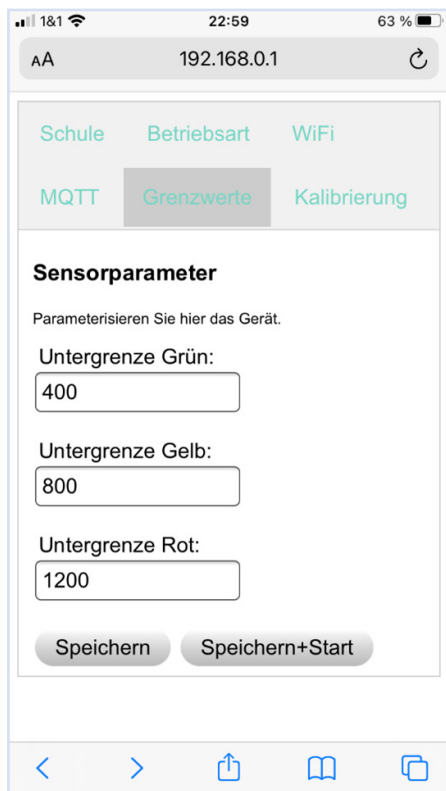 1&1 22:59 63 %
AA 192.168.0.1
Schule Betriebsart WiFi
MQTT Grenzwerte Kalibrierung
Sensorparameter
Parameterisieren Sie hier das Gerät.
Untergrenze Grün:
400
Untergrenze Gelb:
800
Untergrenze Rot:
1200
Speichern Speichern+Start